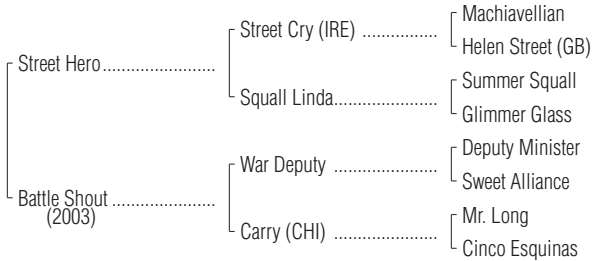 Machiavellian
Street Cry (IRE) ................
Helen Street (GB)
Street Hero........................
Summer Squall
Squall Linda......................
Glimmer Glass
Deputy Minister
War Deputy ......................
Sweet Alliance
Battle Shout ......................
(2003)
Mr. Long
Carry (CHI) ......................
Cinco Esquinas